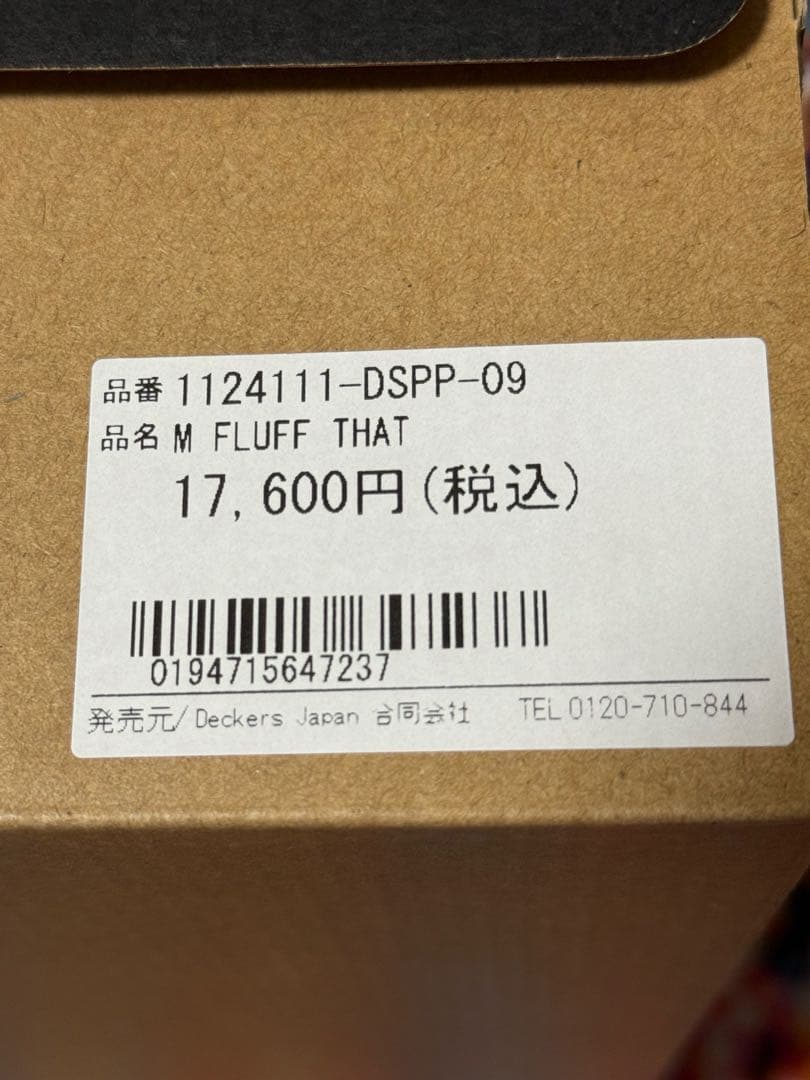 品番 1124111-DSPP-09
品名 M FLUFF THAT
17,600円(税込)
0194715647237
発売元/Deckers Japan 合同会社 TEL 0120-710-844